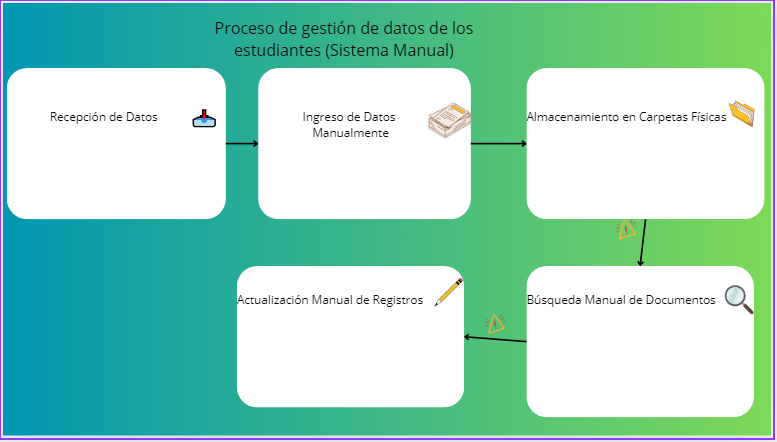 Proceso de gestión de datos de los
estudiantes (Sistema Manual)
Recepción de Datos
Ingreso de Datos
Manualmente
Almacenamiento en Carpetas Físicas
Búsqueda Manual de Documentos
Actualización Manual de Registros